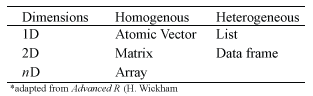 Dimensions Homogenous Heterogeneous
1D Atomic Vector List
2D Matrix Data frame
nD Array
*adapted from Advanced R (H. Wickham